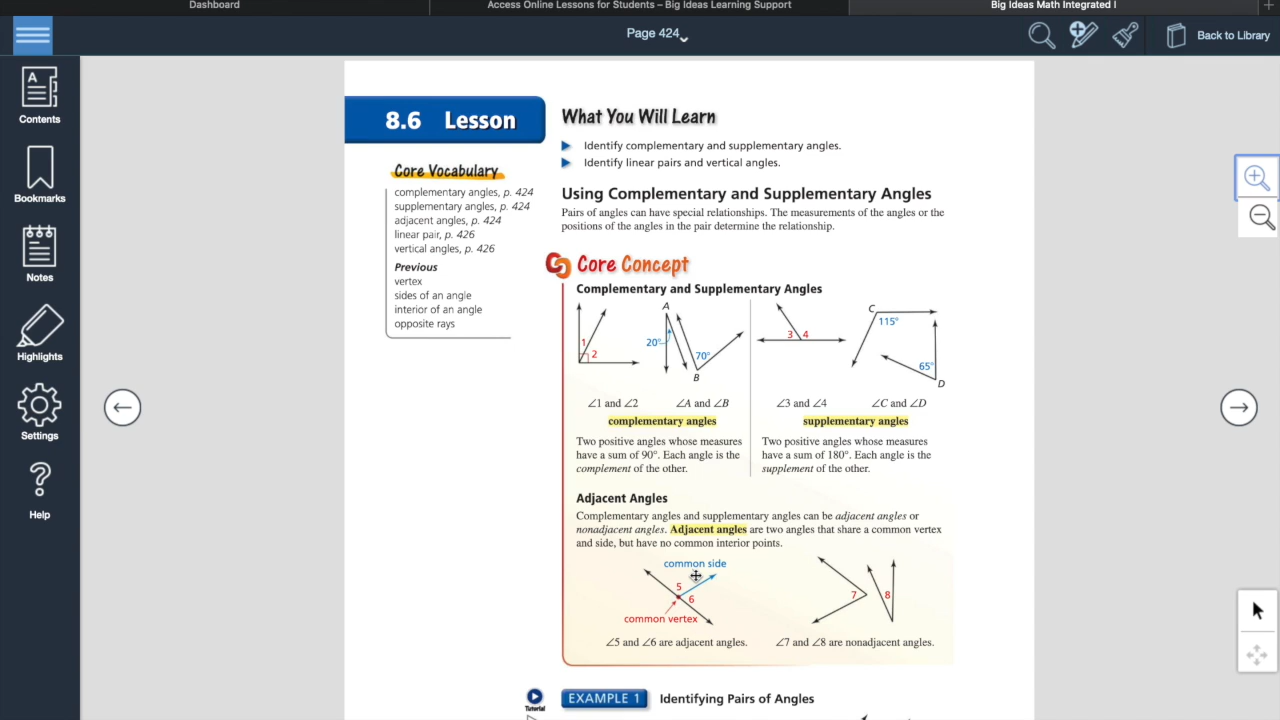 Dashboard
Access Online Lessons for Students – Big Ideas Learning Support
Big Ideas Math Integrated I
Page 424
Back to Library
Contents
Bookmarks
Notes
Highlights
Settings
Help
8.6 Lesson
Core Vocabulary
complementary angles, p. 424
supplementary angles, p. 424
adjacent angles, p. 424
linear pair, p. 426
vertical angles, p. 426
Previous
vertex
sides of an angle
interior of an angle
opposite rays
What You Will Learn
Identify complementary and supplementary angles.
Identify linear pairs and vertical angles.
Using Complementary and Supplementary Angles
Pairs of angles can have special relationships. The measurements of the angles or the
positions of the angles in the pair determine the relationship.
Core Concept
Complementary and Supplementary Angles
1
2
A
20°
70°
B
3 4
C
115°
65°
D
∠1 and ∠2
∠A and ∠B
complementary angles
Two positive angles whose measures
have a sum of 90°. Each angle is the
complement of the other.
∠3 and ∠4
∠C and ∠D
supplementary angles
Two positive angles whose measures
have a sum of 180°. Each angle is the
supplement of the other.
Adjacent Angles
Complementary angles and supplementary angles can be adjacent angles or
nonadjacent angles. Adjacent angles are two angles that share a common vertex
and side, but have no common interior points.
common side
5
6
common vertex
7
8
∠5 and ∠6 are adjacent angles.
∠7 and ∠8 are nonadjacent angles.
Tutorial
EXAMPLE 1 Identifying Pairs of Angles